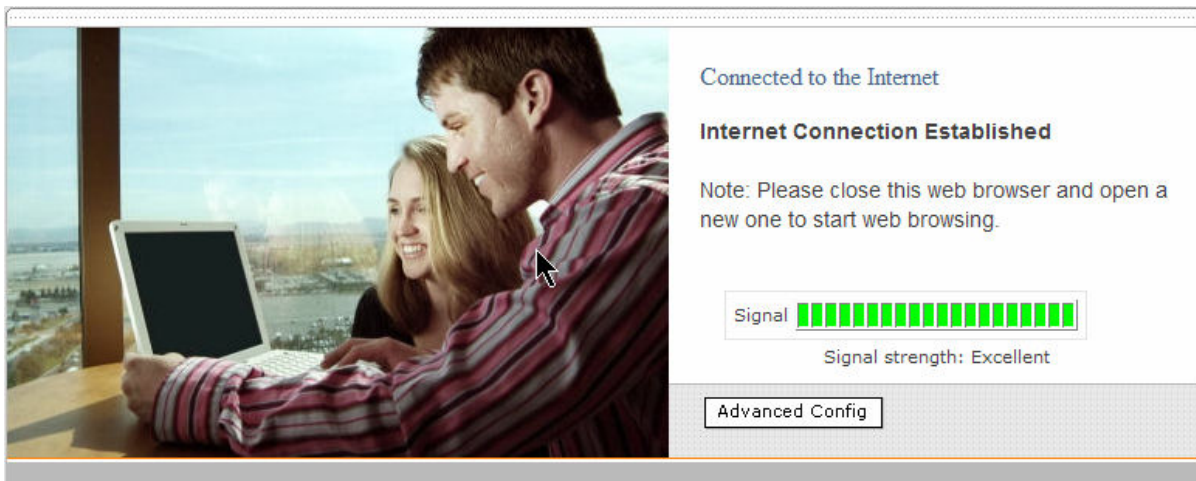 Connected to the Internet
Internet Connection Established
Note: Please close this web browser and open a
new one to start web browsing.
Signal
Signal strength: Excellent
Advanced Config